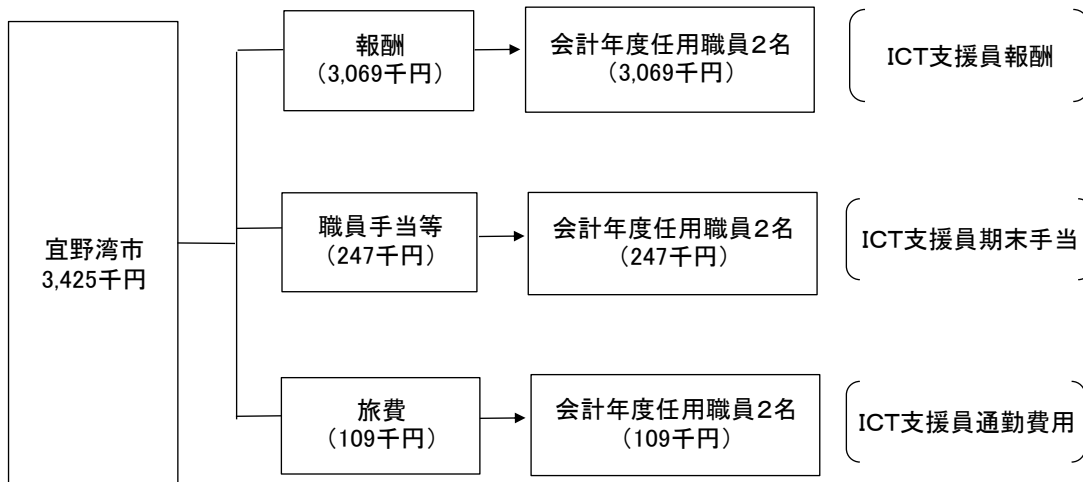 報酬
（3,069千円）
会計年度任用職員２名
（3,069千円）
ICT支援員報酬
宜野湾市
3,425千円
職員手当等
（247千円）
会計年度任用職員２名
（247千円）
ICT支援員期末手当
旅費
（109千円）
会計年度任用職員２名
（109千円）
ICT支援員通勤費用